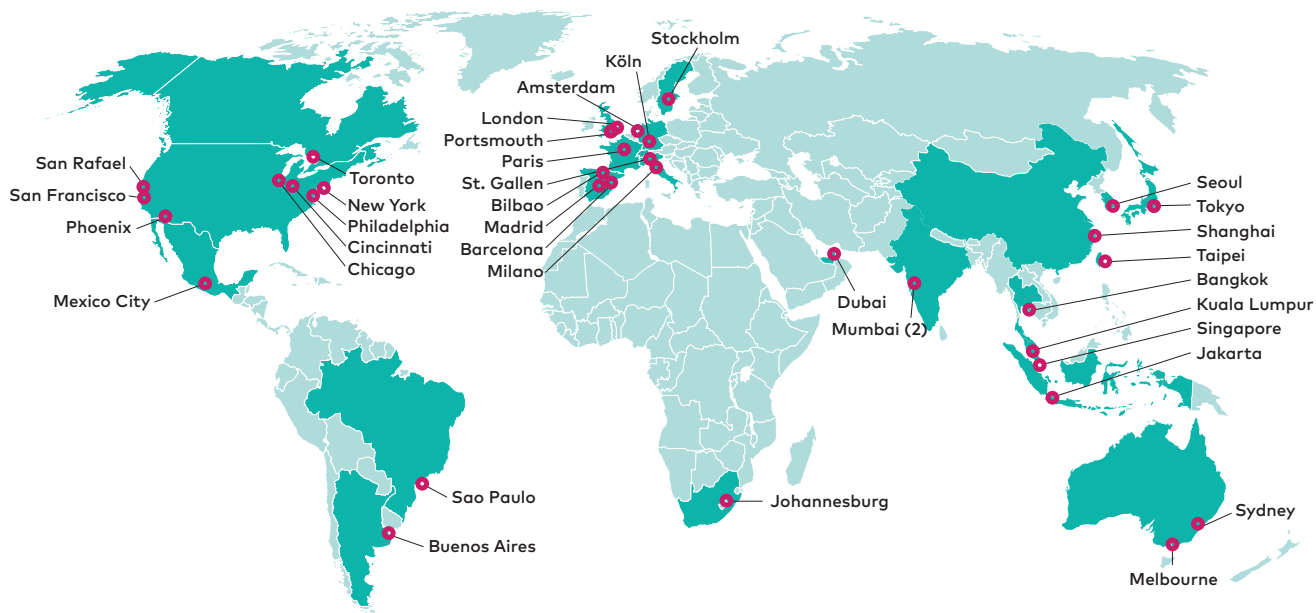 San Rafael
San Francisco
Phoenix
Mexico City
Toronto
New York
Philadelphia
Cincinnati
Chicago
Sao Paulo
Buenos Aires
Stockholm
Köln
Amsterdam
London
Portsmouth
Paris
St. Gallen
Bilbao
Madrid
Barcelona
Milano
Dubai
Mumbai (2)
Johannesburg
Seoul
Tokyo
Shanghai
Taipei
Bangkok
Kuala Lumpur
Singapore
Jakarta
Sydney
Melbourne